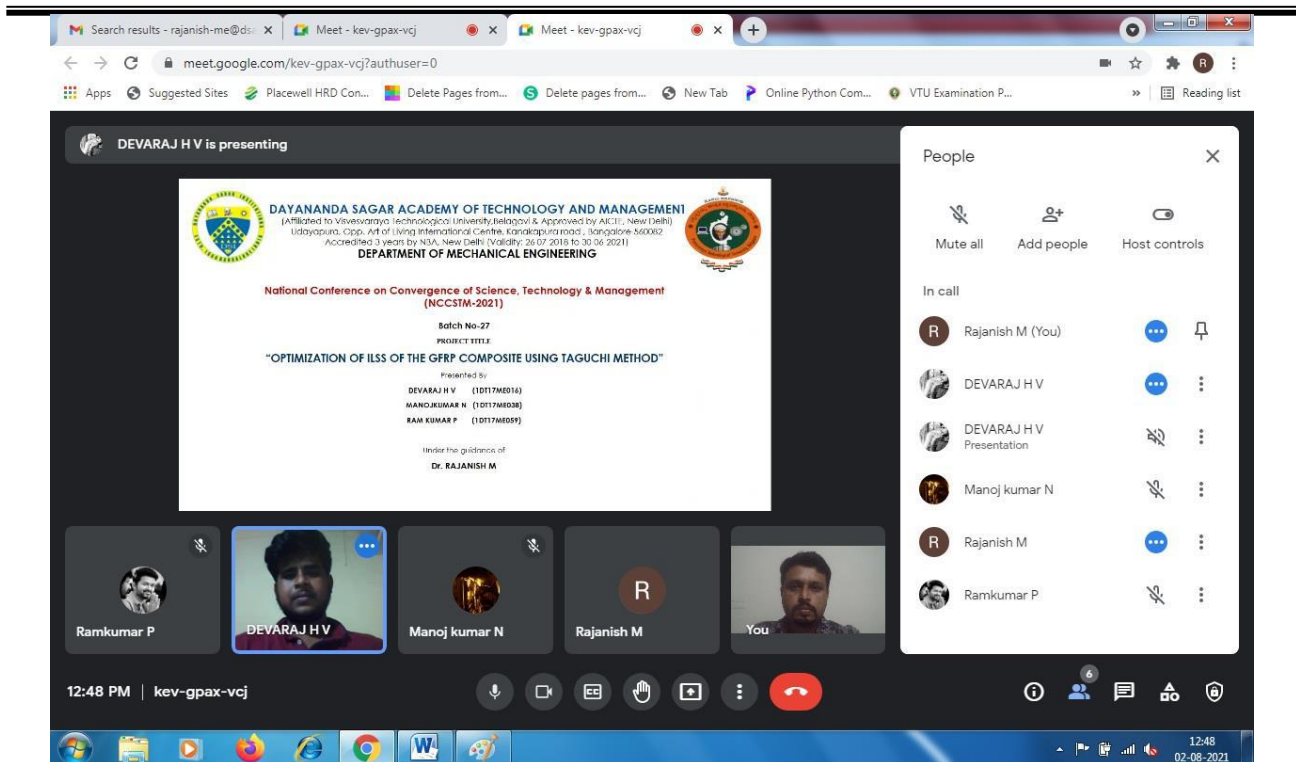 Search results - rajanish-me@ds
Meet - kev-gpax-vcj
Meet - kev-gpax-vcj
meet.google.com/kev-gpax-vcj?authuser=0
R
Apps
Suggested Sites
Placewell HRD Con...
Delete Pages from...
Delete pages from...
New Tab
Online Python Com...
VTU Examination P...
»
Reading list
DEVARAJ H V is presenting
DAYANANDA SAGAR ACADEMY OF TECHNOLOGY AND MANAGEMENT
(Affiliated to Visvesvaraya Technological University, Belagavi & Approved by AICTE, New Delhi)
Udayapura, Opp. Art of Living International Centre, Kanakapura road, Bangalore-560082
Accredited 3 years by NBA, New Delhi (Validity: 26 07 2018 to 30 06 2021)
DEPARTMENT OF MECHANICAL ENGINEERING
National Conference on Convergence of Science, Technology & Management
(NCCSTM-2021)
Batch No-27
PROJECT TITLE
"OPTIMIZATION OF ILSS OF THE GFRP COMPOSITE USING TAGUCHI METHOD"
Presented By
DEVARAJ H V (1DT17ME016)
MANOJKUMAR N (1DT17ME038)
RAM KUMAR P (1DT17ME059)
Under the guidance of
Dr. RAJANISH M
Ramkumar P
DEVARAJ H V
Manoj kumar N
R
Rajanish M
You
People
Mute all
Add people
Host controls
In call
R
Rajanish M (You)
DEVARAJ H V
DEVARAJ H V
Presentation
Manoj kumar N
R
Rajanish M
Ramkumar P
12:48 PM | kev-gpax-vcj
CC
6
W
12:48
02-08-2021